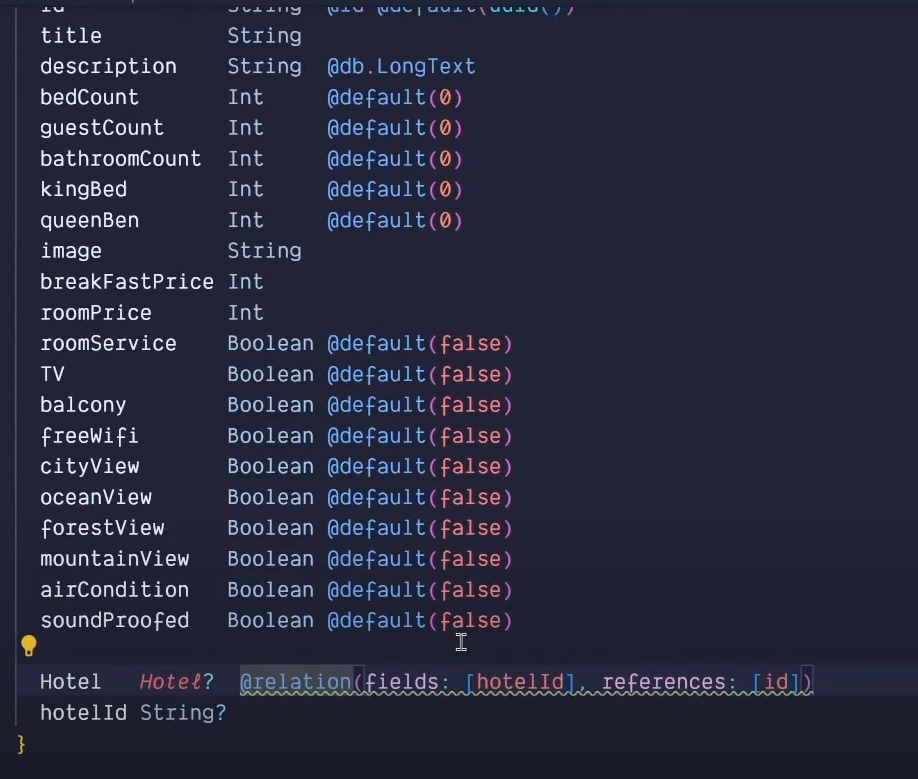 id String @id @default(uuid())
title String
description String @db.LongText
bedCount Int @default(0)
guestCount Int @default(0)
bathroomCount Int @default(0)
kingBed Int @default(0)
queenBen Int @default(0)
image String
breakFastPrice Int
roomPrice Int
roomService Boolean @default(false)
TV Boolean @default(false)
balcony Boolean @default(false)
freeWifi Boolean @default(false)
cityView Boolean @default(false)
oceanView Boolean @default(false)
forestView Boolean @default(false)
mountainView Boolean @default(false)
airCondition Boolean @default(false)
soundProofed Boolean @default(false)
Hotel Hotel? @relation(fields: [hotelId], references: [id])
hotelId String?
}